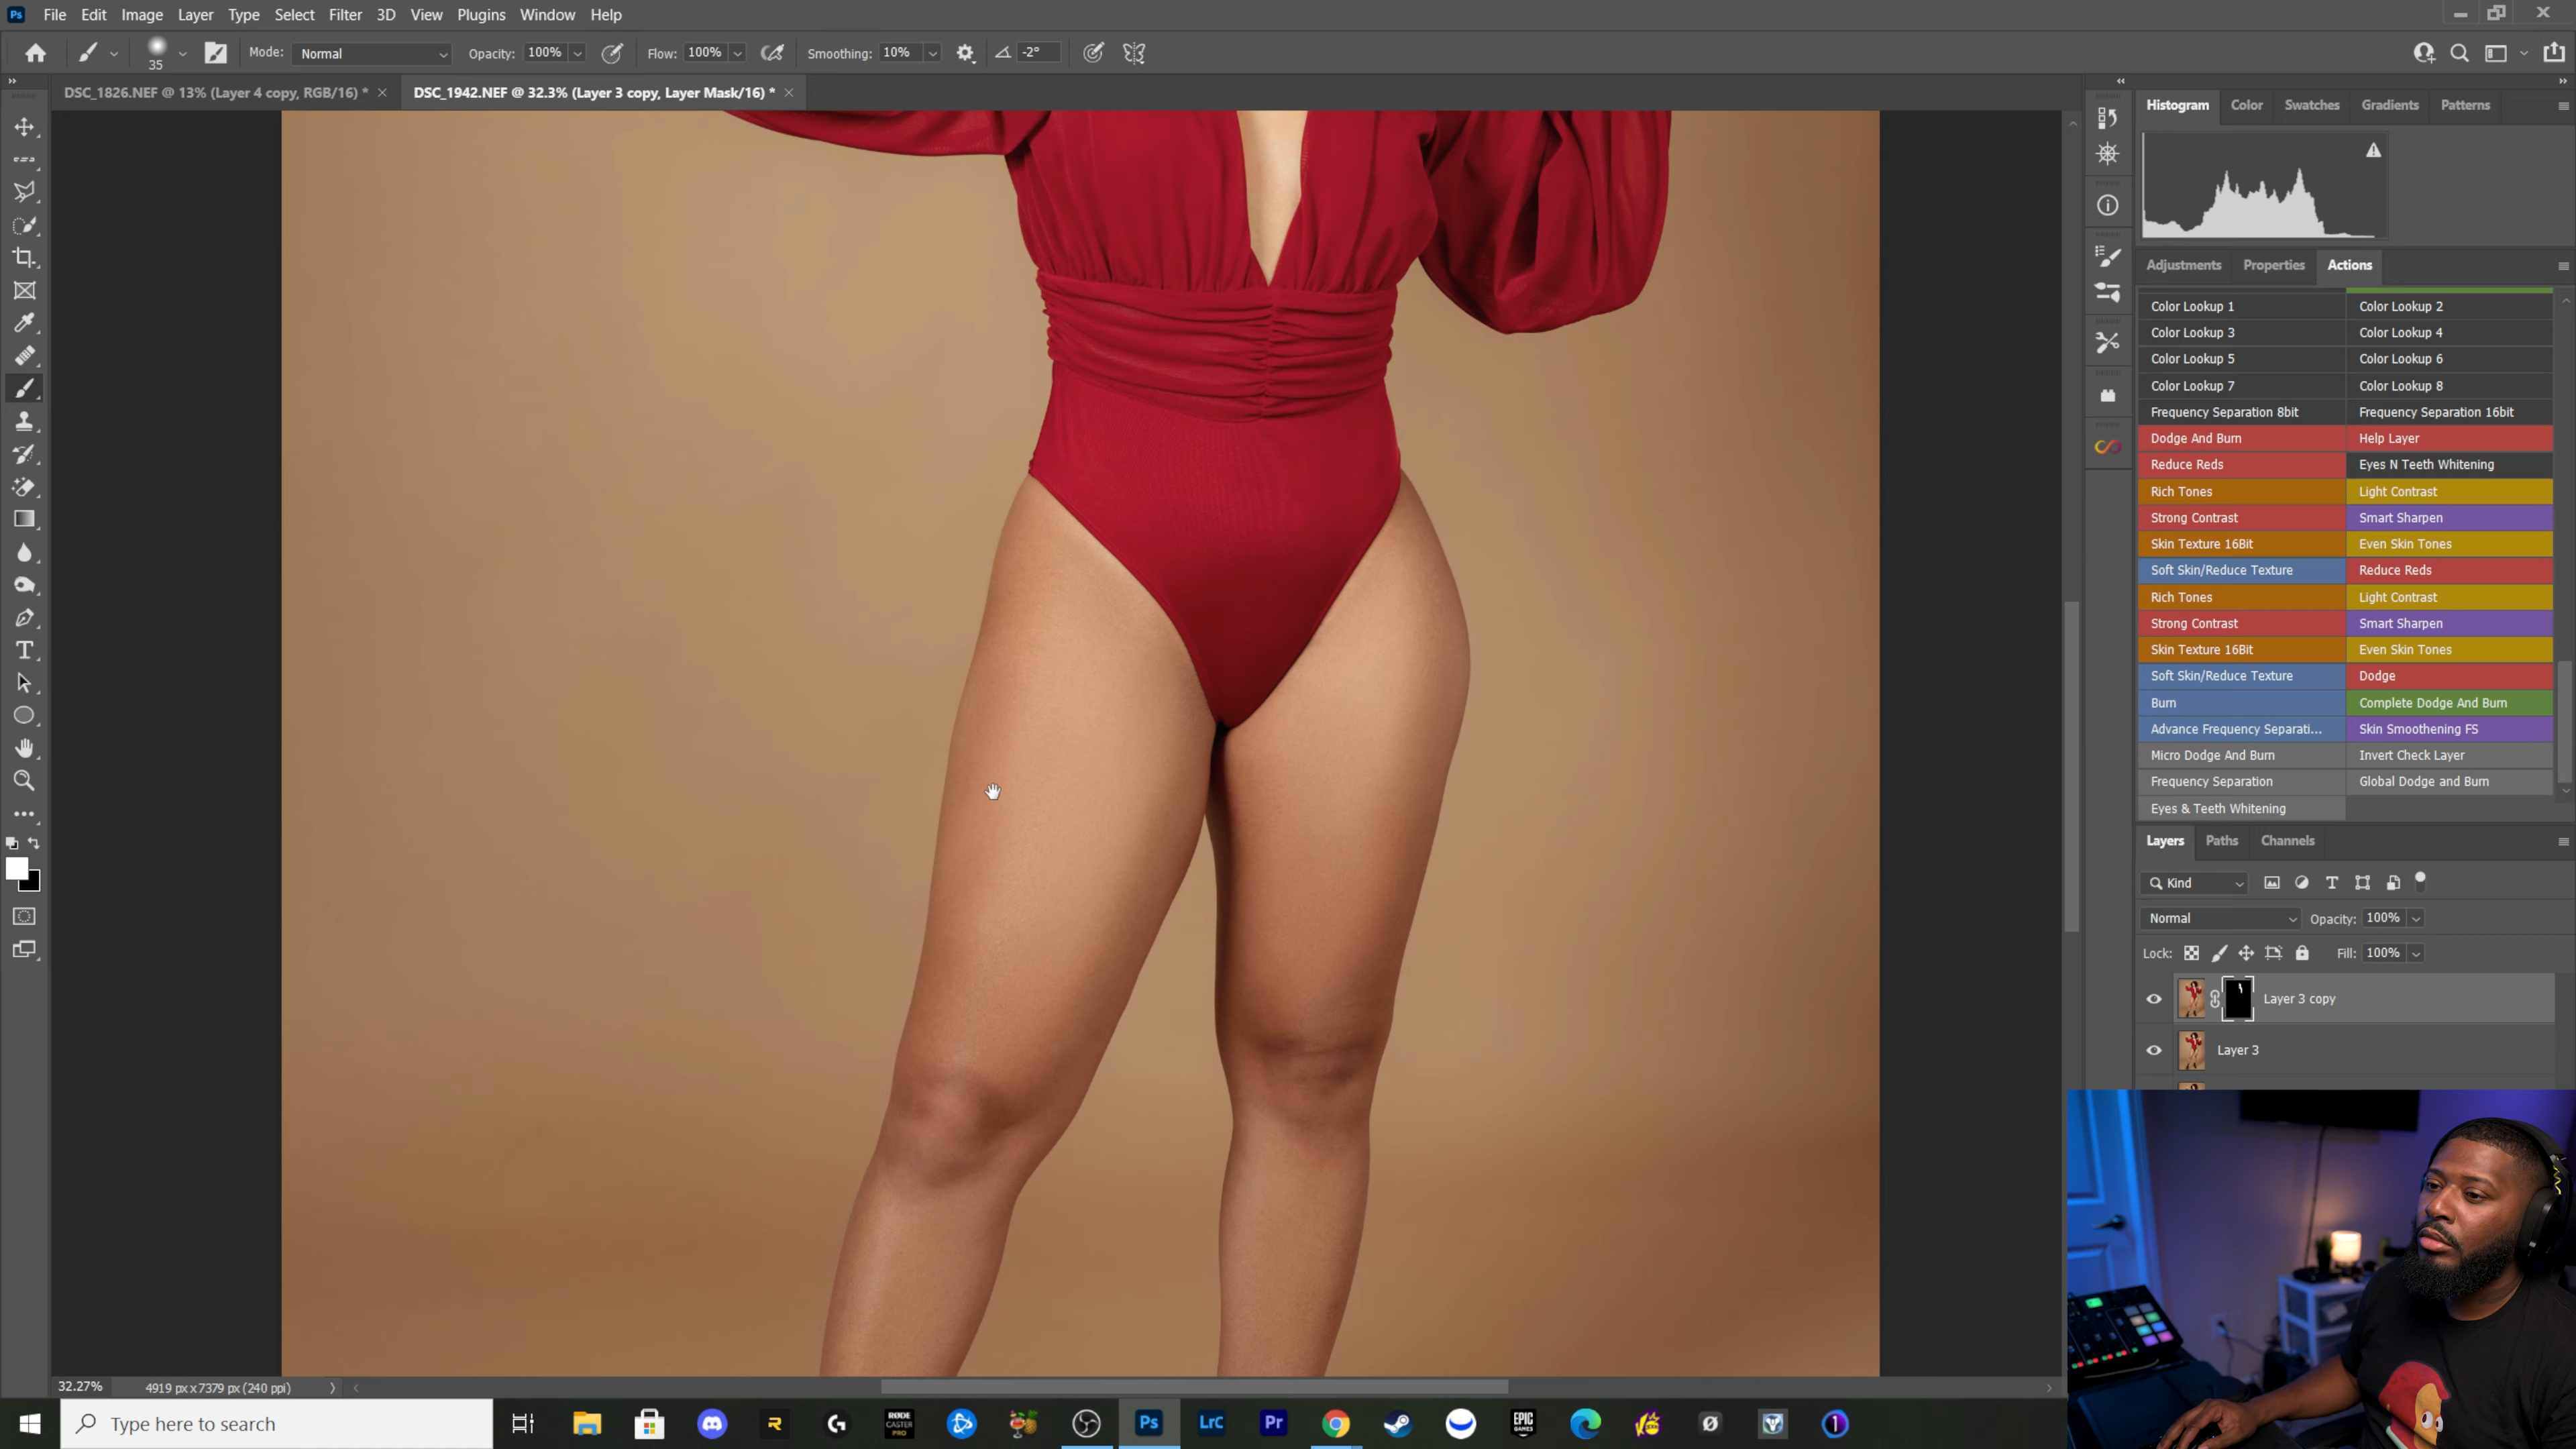 Ps File Edit Image Layer Type Select Filter 3D View Plugins Window Help
35 Mode: Normal Opacity: 100% Flow: 100% Smoothing: 10% -2°
DSC_1826.NEF @ 13% (Layer 4 copy, RGB/16) * DSC_1942.NEF @ 32.3% (Layer 3 copy, Layer Mask/16) *
Histogram Color Swatches Gradients Patterns
Adjustments Properties Actions
Color Lookup 1 Color Lookup 2
Color Lookup 3 Color Lookup 4
Color Lookup 5 Color Lookup 6
Color Lookup 7 Color Lookup 8
Frequency Separation 8bit Frequency Separation 16bit
Dodge And Burn Help Layer
Reduce Reds Eyes N Teeth Whitening
Rich Tones Light Contrast
Strong Contrast Smart Sharpen
Skin Texture 16Bit Even Skin Tones
Soft Skin/Reduce Texture Reduce Reds
Rich Tones Light Contrast
Strong Contrast Smart Sharpen
Skin Texture 16Bit Even Skin Tones
Soft Skin/Reduce Texture Dodge
Burn Complete Dodge And Burn
Advance Frequency Separati... Skin Smoothening FS
Micro Dodge And Burn Invert Check Layer
Frequency Separation Global Dodge and Burn
Eyes & Teeth Whitening
Layers Paths Channels
Kind
Normal Opacity: 100%
Lock: Fill: 100%
Layer 3 copy
Layer 3
32.27% 4919 px x 7379 px (240 ppi)
Type here to search
RØDE CASTER PRO
Ps LrC Pr
EPIC GAMES